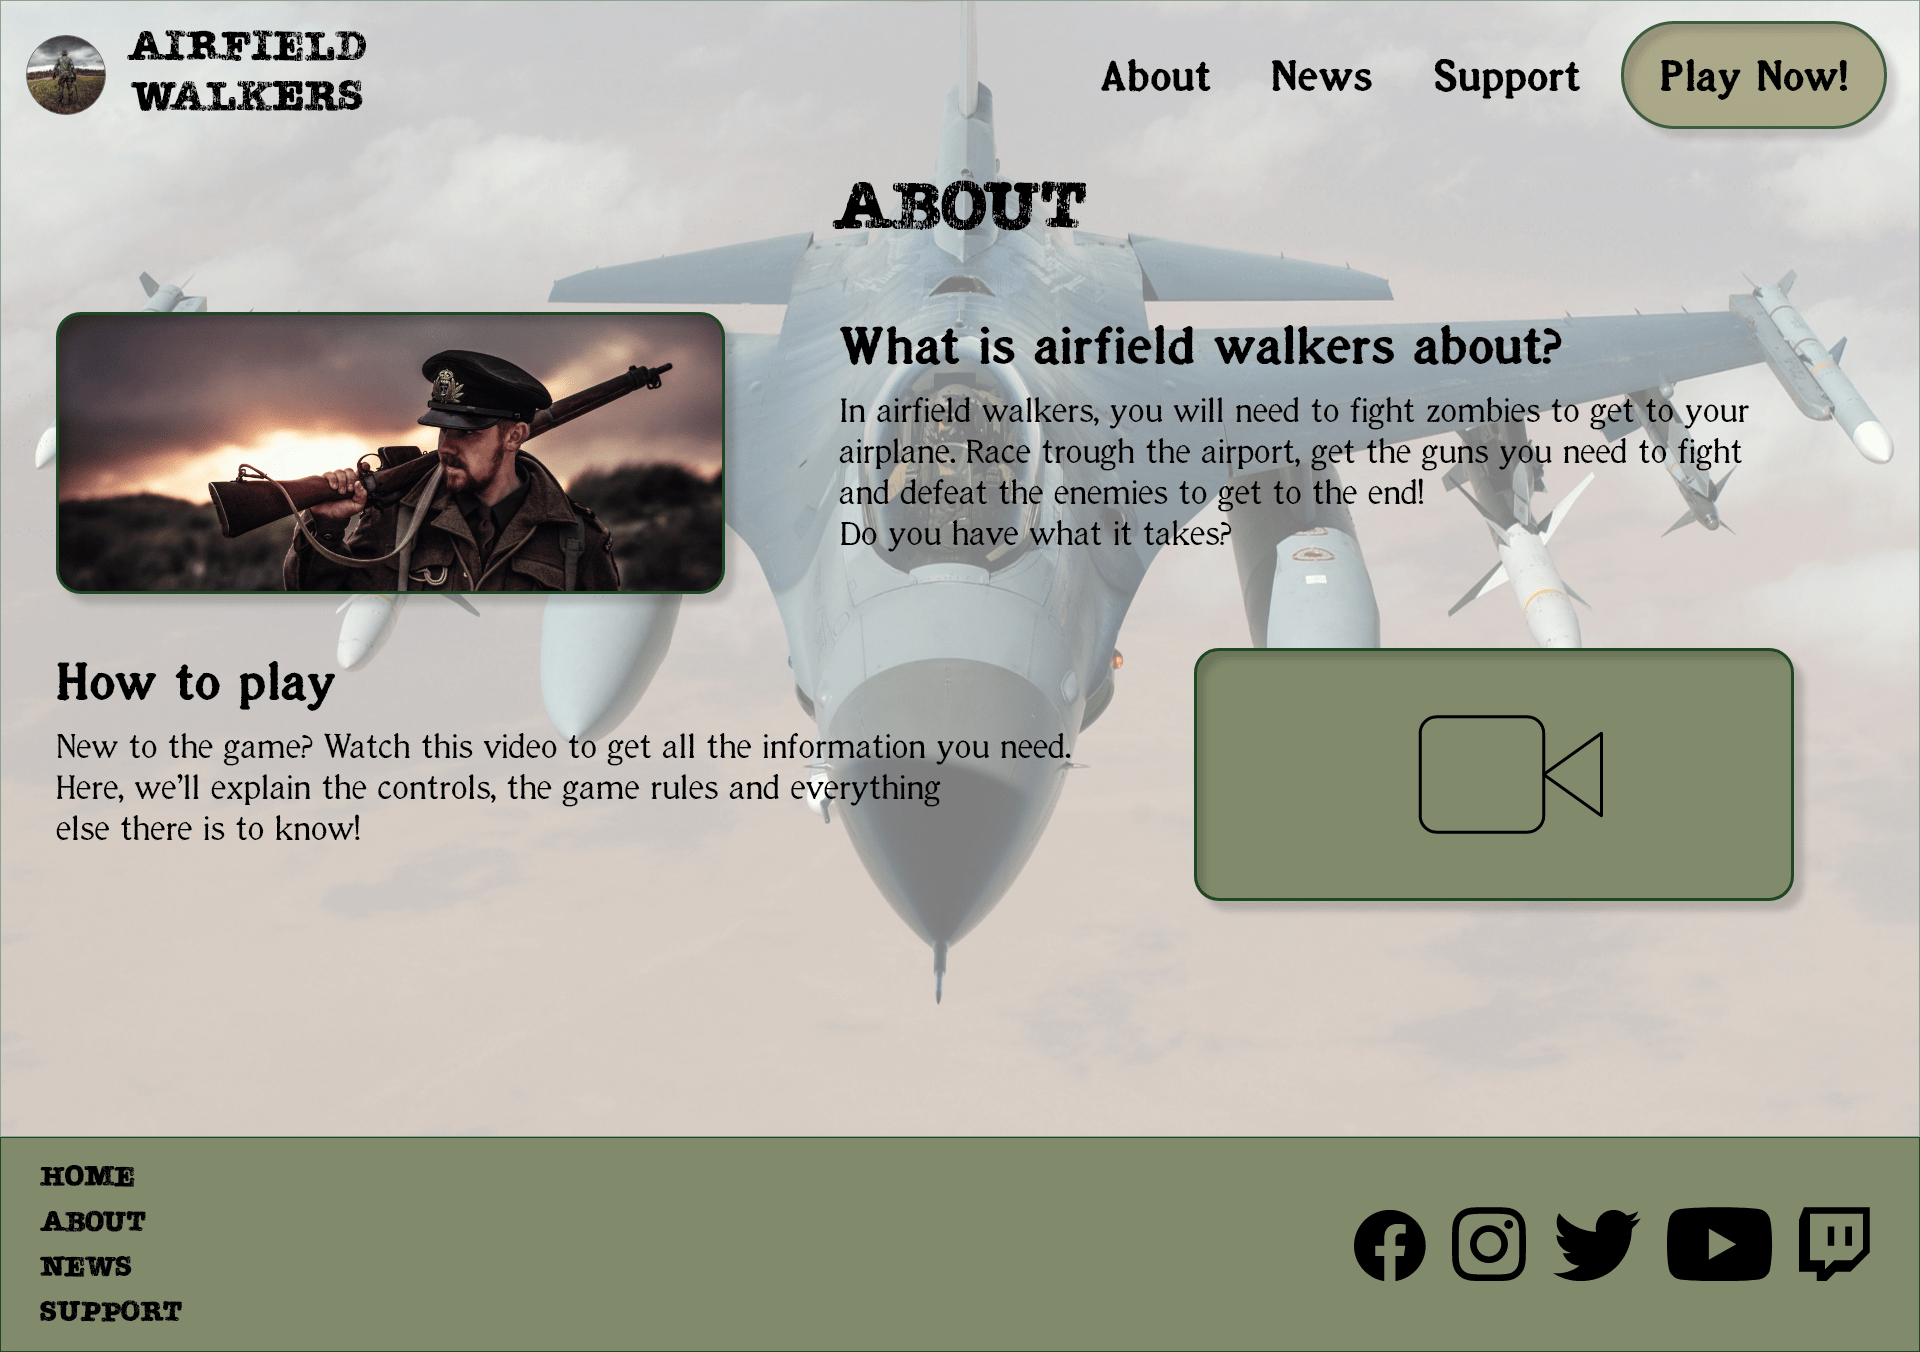 AIRFIELD
WALKERS
About
News
Support
Play Now!
ABOUT
What is airfield walkers about?
In airfield walkers, you will need to fight zombies to get to your
airplane. Race trough the airport, get the guns you need to fight
and defeat the enemies to get to the end!
Do you have what it takes?
How to play
New to the game? Watch this video to get all the information you need.
Here, we’ll explain the controls, the game rules and everything
else there is to know!
HOME
ABOUT
NEWS
SUPPORT